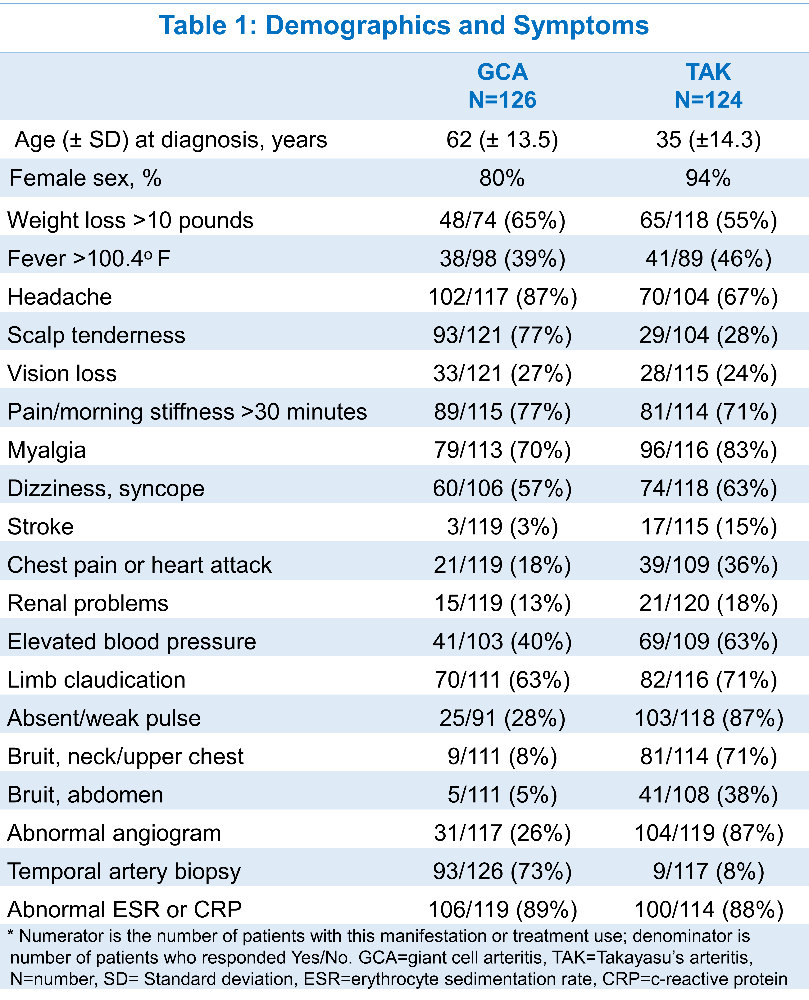 Table 1: Demographics and Symptoms
GCA TAK
N=126 N=124
Age (± SD) at diagnosis, years 62 (± 13.5) 35 (±14.3)
Female sex, % 80% 94%
Weight loss >10 pounds 48/74 (65%) 65/118 (55%)
Fever >100.4º F 38/98 (39%) 41/89 (46%)
Headache 102/117 (87%) 70/104 (67%)
Scalp tenderness 93/121 (77%) 29/104 (28%)
Vision loss 33/121 (27%) 28/115 (24%)
Pain/morning stiffness >30 minutes 89/115 (77%) 81/114 (71%)
Myalgia 79/113 (70%) 96/116 (83%)
Dizziness, syncope 60/106 (57%) 74/118 (63%)
Stroke 3/119 (3%) 17/115 (15%)
Chest pain or heart attack 21/119 (18%) 39/109 (36%)
Renal problems 15/119 (13%) 21/120 (18%)
Elevated blood pressure 41/103 (40%) 69/109 (63%)
Limb claudication 70/111 (63%) 82/116 (71%)
Absent/weak pulse 25/91 (28%) 103/118 (87%)
Bruit, neck/upper chest 9/111 (8%) 81/114 (71%)
Bruit, abdomen 5/111 (5%) 41/108 (38%)
Abnormal angiogram 31/117 (26%) 104/119 (87%)
Temporal artery biopsy 93/126 (73%) 9/117 (8%)
Abnormal ESR or CRP 106/119 (89%) 100/114 (88%)
* Numerator is the number of patients with this manifestation or treatment use; denominator is
number of patients who responded Yes/No. GCA=giant cell arteritis, TAK=Takayasu’s arteritis,
N=number, SD= Standard deviation, ESR=erythrocyte sedimentation rate, CRP=c-reactive protein